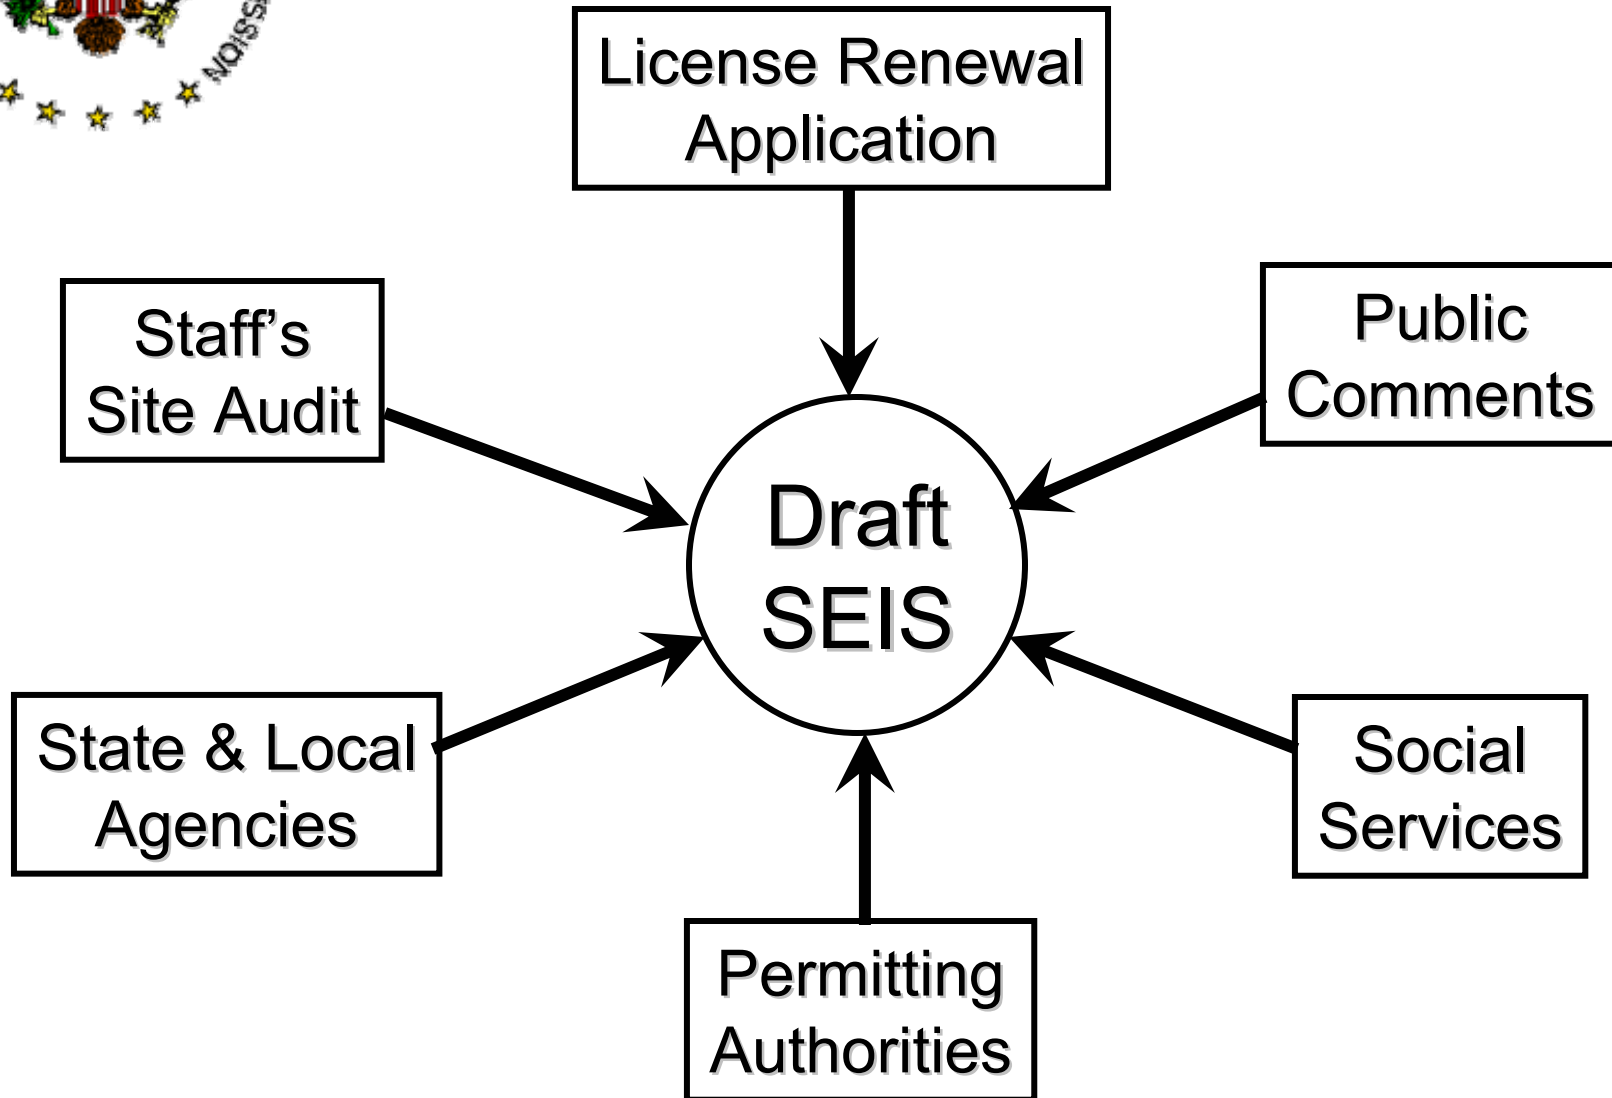 License Renewal
Application
Staff’s
Site Audit
Public
Comments
Draft
SEIS
State & Local
Agencies
Social
Services
Permitting
Authorities